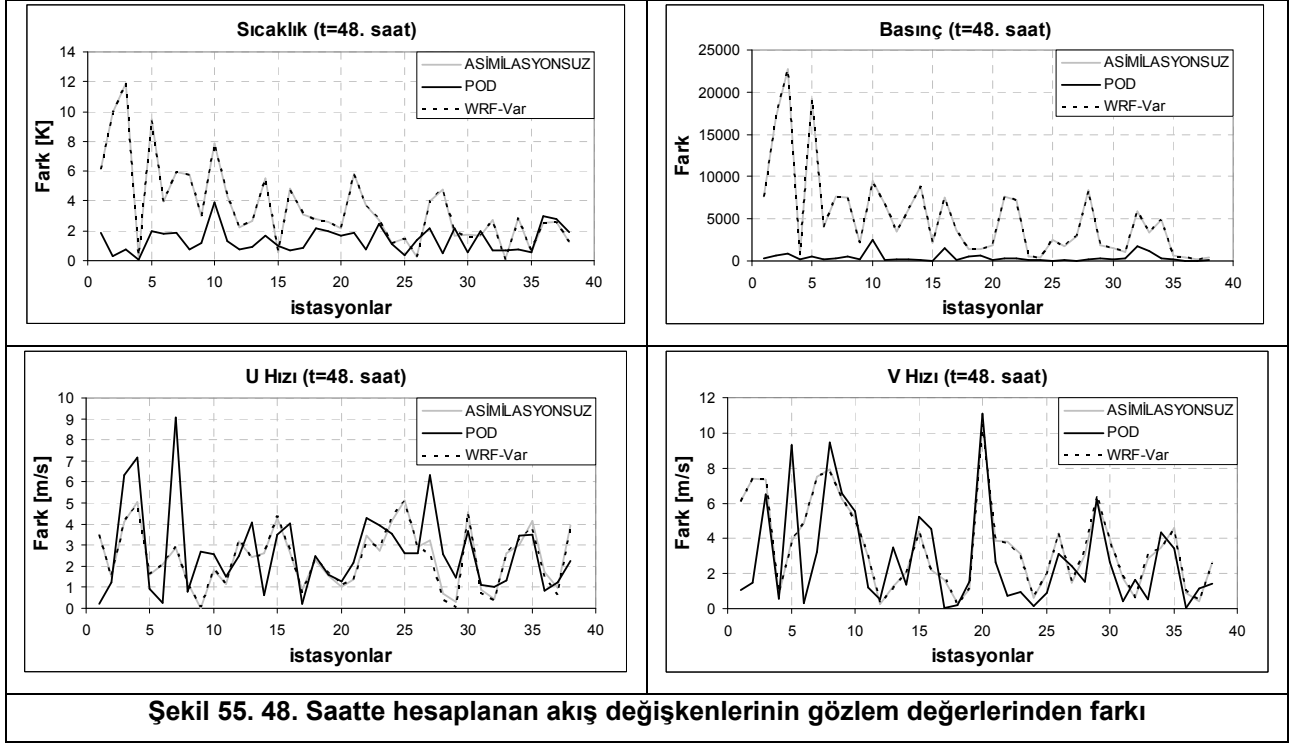 Sıcaklık (t=48. saat)
ASİMİLASYONSUZ
POD
WRF-Var
Fark [K]
14
12
10
8
6
4
2
0
0 5 10 15 20 25 30 35 40
istasyonlar
Basınç (t=48. saat)
ASİMİLASYONSUZ
POD
WRF-Var
Fark
25000
20000
15000
10000
5000
0
0 5 10 15 20 25 30 35 40
istasyonlar
U Hızı (t=48. saat)
ASİMİLASYONSUZ
POD
WRF-Var
Fark [m/s]
10
9
8
7
6
5
4
3
2
1
0
0 5 10 15 20 25 30 35 40
istasyonlar
V Hızı (t=48. saat)
ASİMİLASYONSUZ
POD
WRF-Var
Fark [m/s]
12
10
8
6
4
2
0
0 5 10 15 20 25 30 35 40
istasyonlar
Şekil 55. 48. Saatte hesaplanan akış değişkenlerinin gözlem değerlerinden farkı